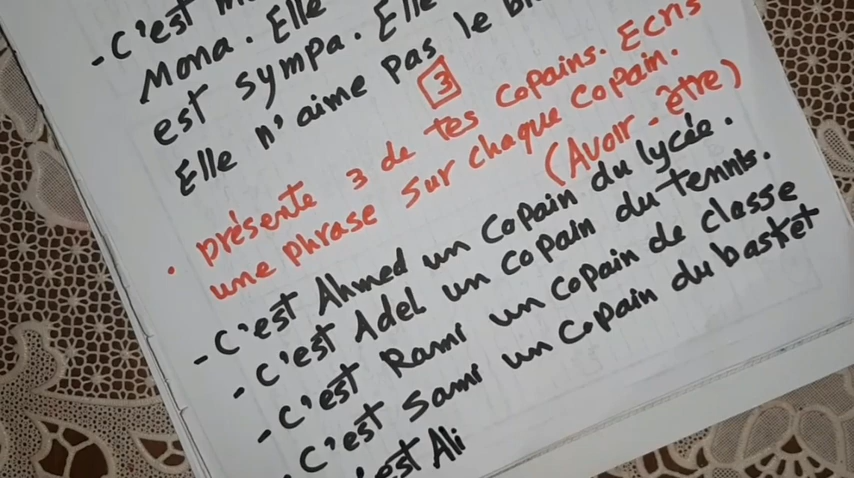 - C'est
Mona. Elle
est sympa. Elle
Elle n'aime pas le
3
• présente 3 de tes copains. Ecris
une phrase sur chaque copain.
(Avoir - être)
- C'est Ahmed un copain du lycée.
- C'est Adel un copain du tennis.
- C'est Rami un copain de classe
C'est Sami un copain du basket
est Ali